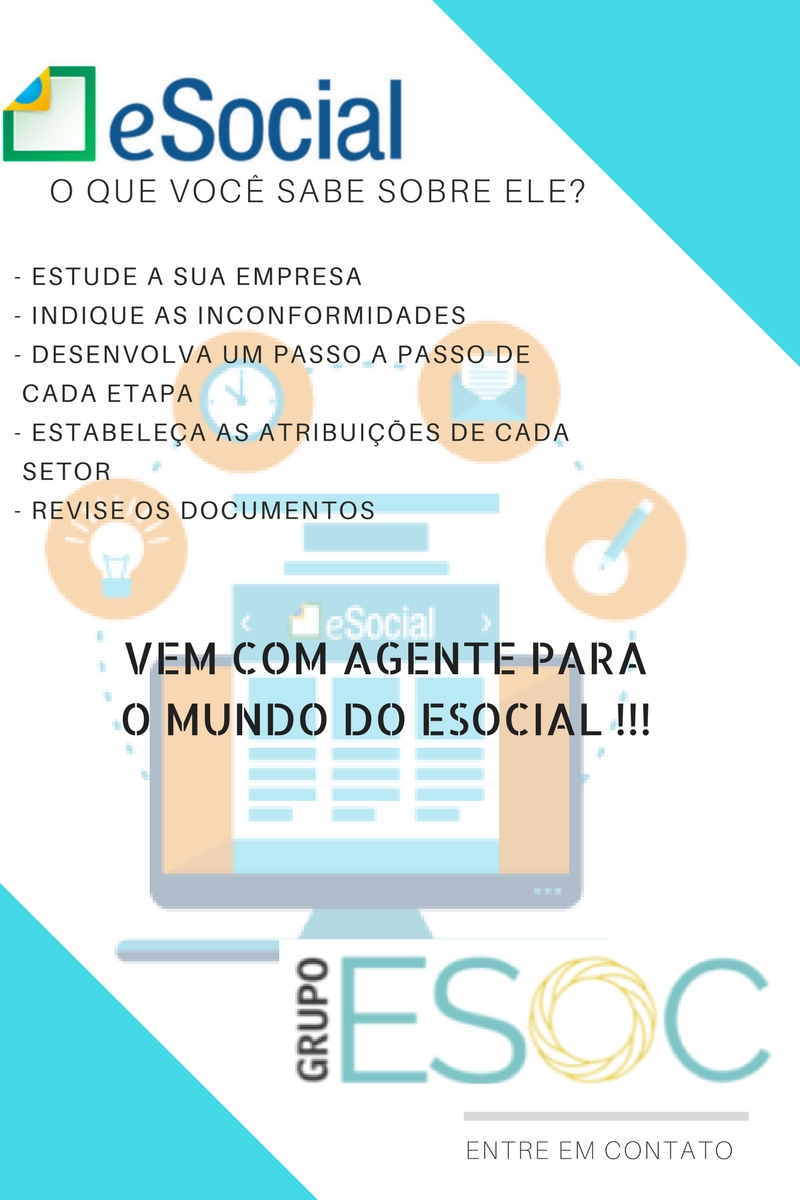 eSocial
O QUE VOCÊ SABE SOBRE ELE?
- ESTUDE A SUA EMPRESA
- INDIQUE AS INCONFORMIDADES
- DESENVOLVA UM PASSO A PASSO DE
CADA ETAPA
- ESTABELEÇA AS ATRIBUIÇÕES DE CADA
SETOR
- REVISE OS DOCUMENTOS
eSocial
VEM COM AGENTE PARA
O MUNDO DO ESOCIAL !!!
GRUPO ESOC
ENTRE EM CONTATO